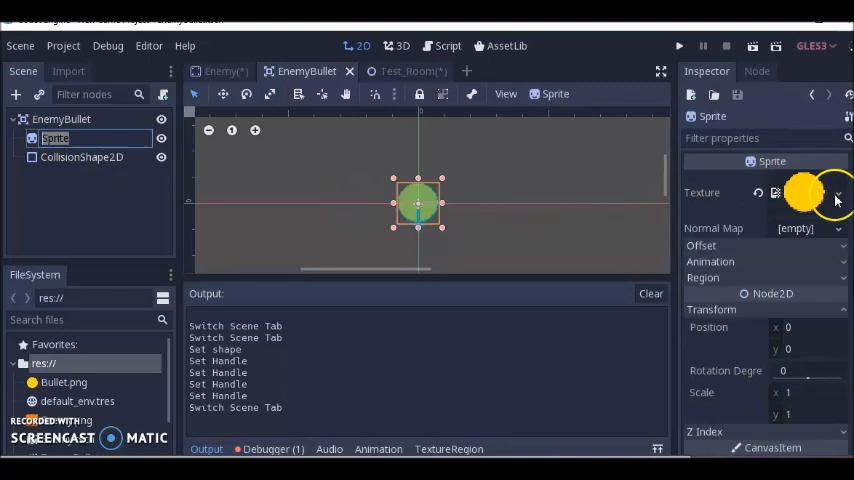 Scene Project Debug Editor Help 2D 3D Script AssetLib GLES3
Scene Import Enemy(*) EnemyBullet Test_Room(*) Inspector Node
Filter nodes View Sprite Sprite
Filter properties
EnemyBullet
Sprite
CollisionShape2D
1
0
0
Sprite
Texture
Normal Map [empty]
Offset
Animation
Region
Node2D
Transform
Position x 0
y 0
Rotation Degre 0
Scale x 1
y 1
Z Index
CanvasItem
FileSystem
res://
Search files
Favorites:
res://
Bullet.png
default_env.tres
RECORDED WITH
SCREENCAST MATIC
Output: Clear
Switch Scene Tab
Switch Scene Tab
Set shape
Set Handle
Set Handle
Set Handle
Set Handle
Switch Scene Tab
Output Debugger (1) Audio Animation TextureRegion